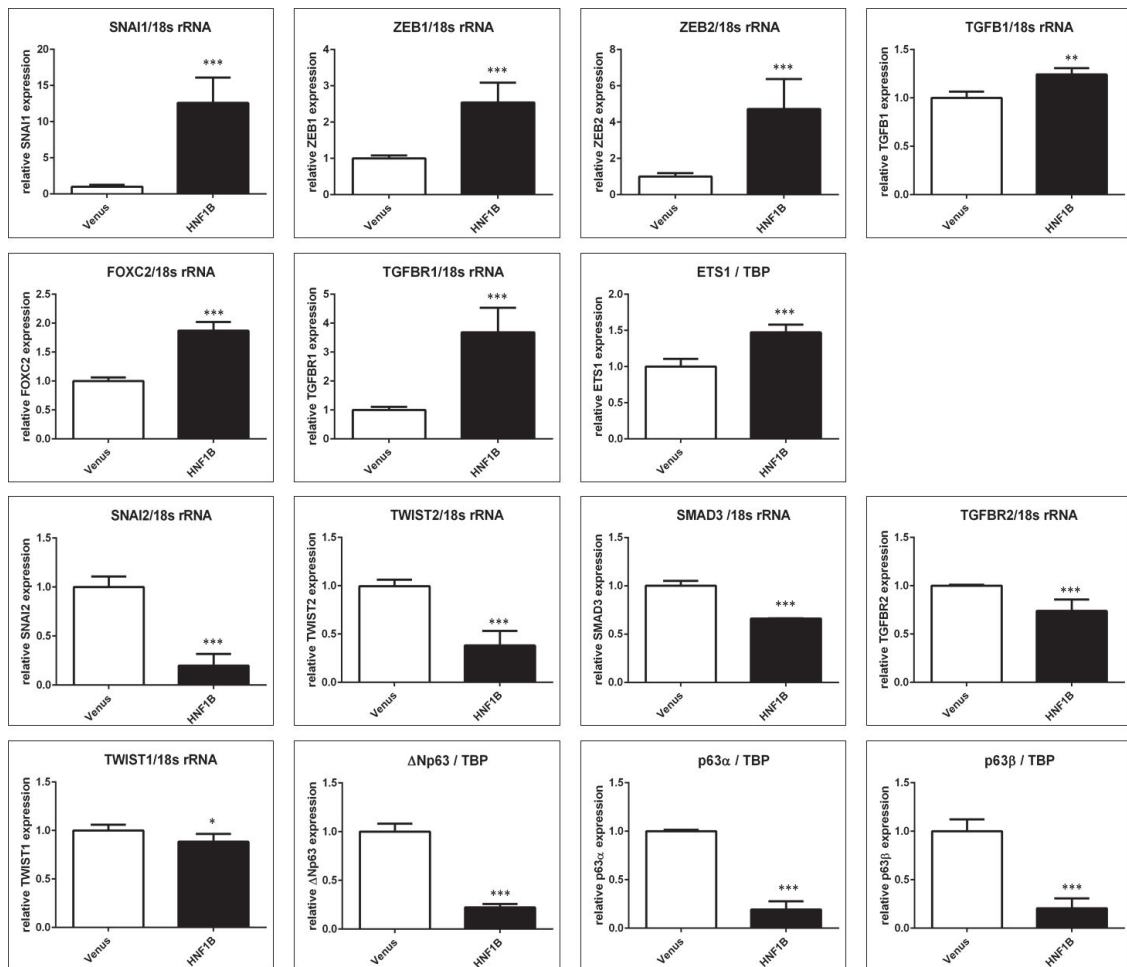 SNAI1/18s rRNA
relative SNAI1 expression
20
15
10
5
0
***
Venus
HNF1B
ZEB1/18s rRNA
relative ZEB1 expression
4
3
2
1
0
***
Venus
HNF1B
ZEB2/18s rRNA
relative ZEB2 expression
8
6
4
2
0
***
Venus
HNF1B
TGFB1/18s rRNA
relative TGFB1 expression
1.5
1.0
0.5
0.0
**
Venus
HNF1B
FOXC2/18s rRNA
relative FOXC2 expression
2.5
2.0
1.5
1.0
0.5
0.0
***
Venus
HNF1B
TGFBR1/18s rRNA
relative TGFBR1 expression
5
4
3
2
1
0
***
Venus
HNF1B
ETS1 / TBP
relative ETS1 expression
2.0
1.5
1.0
0.5
0.0
***
Venus
HNF1B
SNAI2/18s rRNA
relative SNAI2 expression
1.5
1.0
0.5
0.0
***
Venus
HNF1B
TWIST2/18s rRNA
relative TWIST2 expression
1.5
1.0
0.5
0.0
***
Venus
HNF1B
SMAD3 /18s rRNA
relative SMAD3 expression
1.5
1.0
0.5
0.0
***
Venus
HNF1B
TGFBR2/18s rRNA
relative TGFBR2 expression
1.5
1.0
0.5
0.0
***
Venus
HNF1B
TWIST1/18s rRNA
relative TWIST1 expression
1.5
1.0
0.5
0.0
*
Venus
HNF1B
ΔNp63 / TBP
relative ΔNp63 expression
1.5
1.0
0.5
0.0
***
Venus
HNF1B
p63α / TBP
relative p63α expression
1.5
1.0
0.5
0.0
***
Venus
HNF1B
p63β / TBP
relative p63β expression
1.5
1.0
0.5
0.0
***
Venus
HNF1B